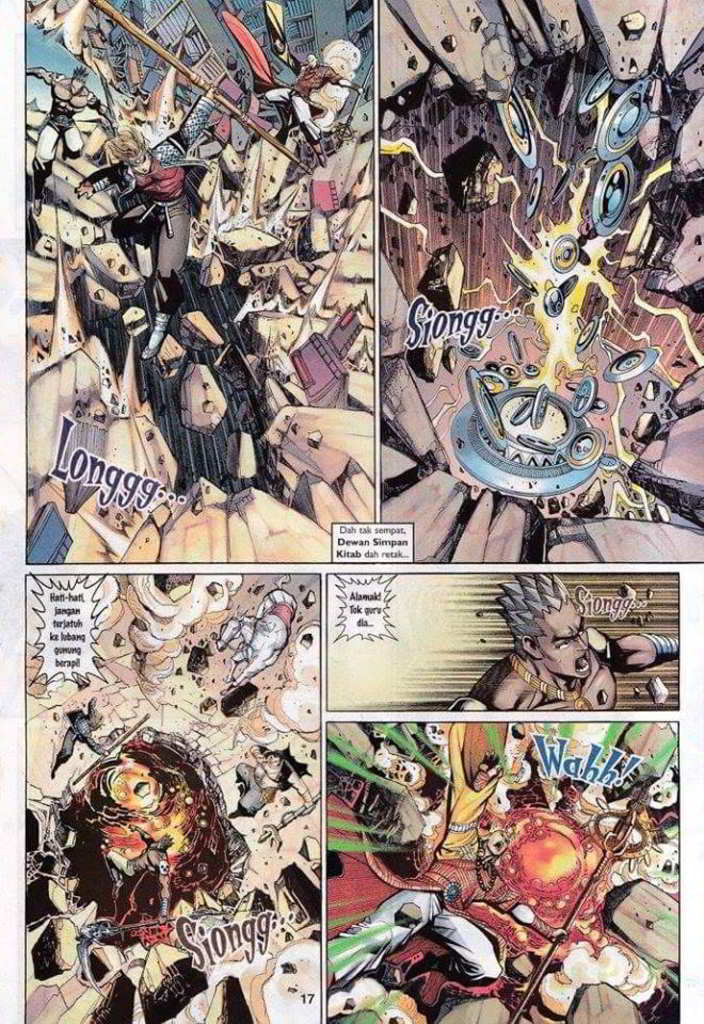 Longgg...
Siongg...
Dah tak sempat,
Dewan Simpan
Kitab dah retak...
Hati-hati,
jangan
terjatuh
ke lubang
gunung
berapi!
Siongg...
17
Alamak!
Tok guru
dia...
Siongg...
Wahh!